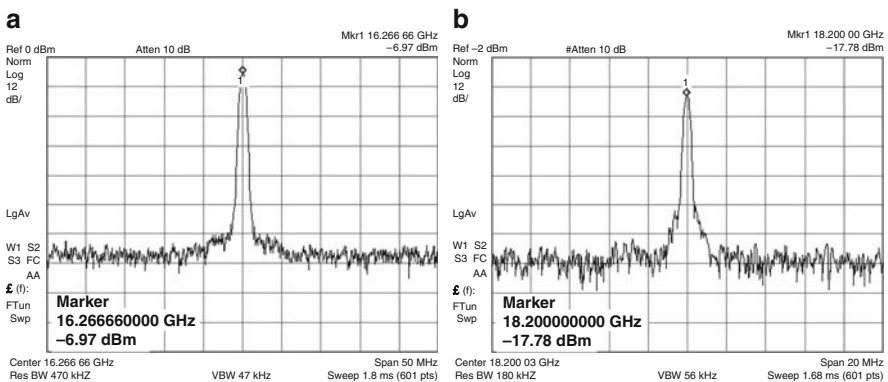 a
Mkr1 16.266 66 GHz
Ref 0 dBm Atten 10 dB –6.97 dBm
Norm
Log
12
dB/
1
LgAv
W1 S2
S3 FC
AA
£ (f):
FTun
Swp
Marker
16.266660000 GHz
–6.97 dBm
Center 16.266 66 GHz Span 50 MHz
Res BW 470 kHZ VBW 47 kHz Sweep 1.8 ms (601 pts)
b
Mkr1 18.200 00 GHz
Ref –2 dBm #Atten 10 dB –17.78 dBm
Norm
Log
12
dB/
1
LgAv
W1 S2
S3 FC
AA
£ (f):
FTun
Swp
Marker
18.200000000 GHz
–17.78 dBm
Center 18.200 03 GHz Span 20 MHz
Res BW 180 kHZ VBW 56 kHz Sweep 1.68 ms (601 pts)